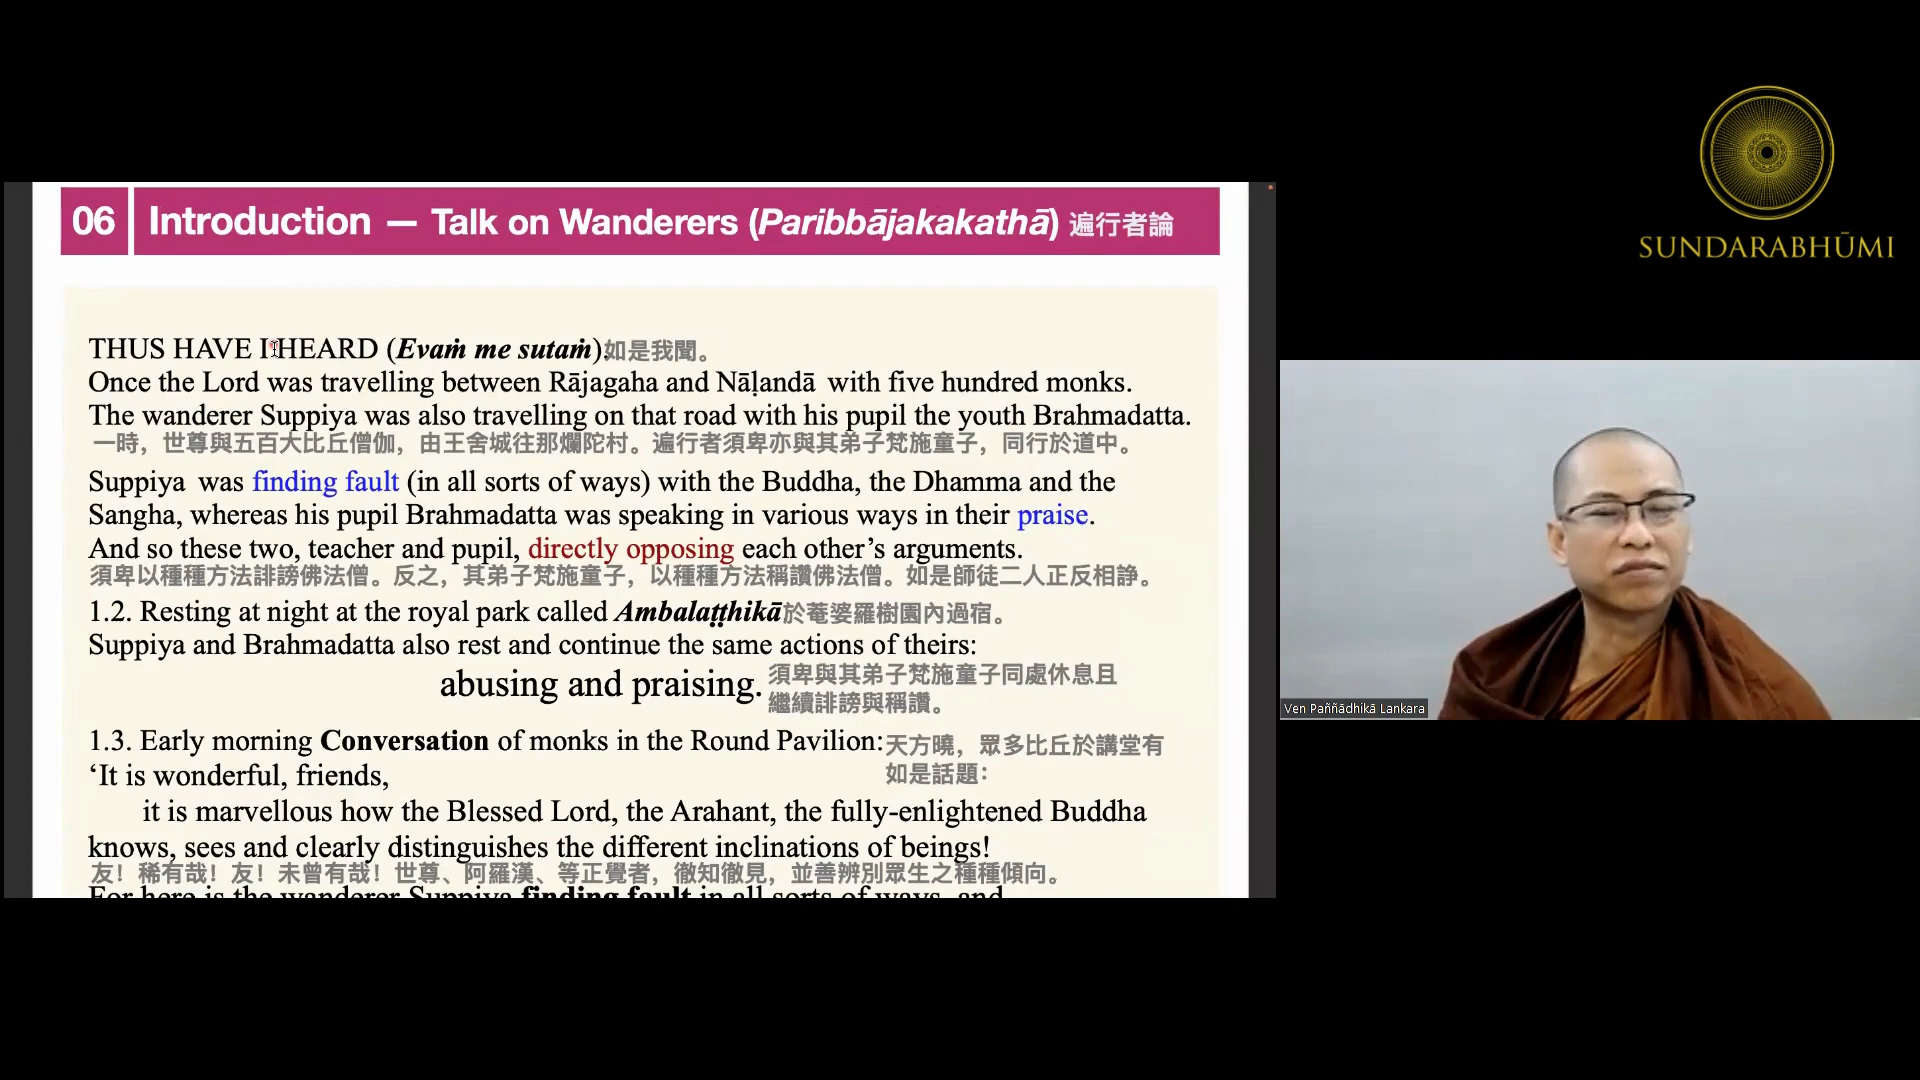 06 Introduction — Talk on Wanderers (Paribbājakakathā) 遍行者論
THUS HAVE I HEARD (Evaṁ me sutaṁ).如是我聞。
Once the Lord was travelling between Rājagaha and Nāḷandā with five hundred monks.
The wanderer Suppiya was also travelling on that road with his pupil the youth Brahmadatta.
一時，世尊與五百大比丘僧伽，由王舍城往那爛陀村。遍行者須卑亦與其弟子梵施童子，同行於道中。
Suppiya was finding fault (in all sorts of ways) with the Buddha, the Dhamma and the
Sangha, whereas his pupil Brahmadatta was speaking in various ways in their praise.
And so these two, teacher and pupil, directly opposing each other’s arguments.
須卑以種種方法誹謗佛法僧。反之，其弟子梵施童子，以種種方法稱讚佛法僧。如是師徒二人正反相諍。
1.2. Resting at night at the royal park called Ambalaṭṭhikā於菴婆羅樹園內過宿。
Suppiya and Brahmadatta also rest and continue the same actions of theirs:
abusing and praising. 須卑與其弟子梵施童子同處休息且
繼續誹謗與稱讚。
1.3. Early morning Conversation of monks in the Round Pavilion:天方曉，眾多比丘於講堂有
如是話題：
‘It is wonderful, friends,
it is marvellous how the Blessed Lord, the Arahant, the fully-enlightened Buddha
knows, sees and clearly distinguishes the different inclinations of beings!
友！稀有哉！友！未曾有哉！世尊、阿羅漢、等正覺者，徹知徹見，並善辨別眾生之種種傾向。
For here is the wanderer Suppiya finding fault in all sorts of ways, and
SUNDARABHŪMI
Ven Paññādhikā Lankara